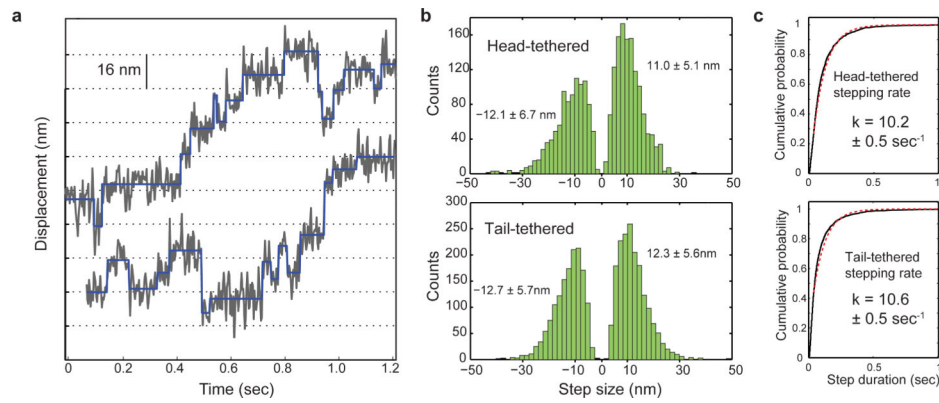 a
16 nm
Displacement (nm)
0
0.2
0.4
0.6
0.8
1.0
1.2
Time (sec)
b
160
120
80
40
0
Head-tethered
11.0 ± 5.1 nm
−12.1 ± 6.7 nm
Counts
−50
−30
−10
0
10
30
50
300
250
200
150
100
50
0
Tail-tethered
12.3 ± 5.6nm
−12.7 ± 5.7nm
Counts
−50
−30
−10
0
10
30
50
Step size (nm)
c
1
0.8
0.6
0.4
0.2
0
Cumulative probability
Head-tethered
stepping rate
k = 10.2
± 0.5 sec-1
0
0.5
1
1
0.8
0.6
0.4
0.2
0
Cumulative probability
Tail-tethered
stepping rate
k = 10.6
± 0.5 sec-1
0
0.5
1
Step duration (sec)